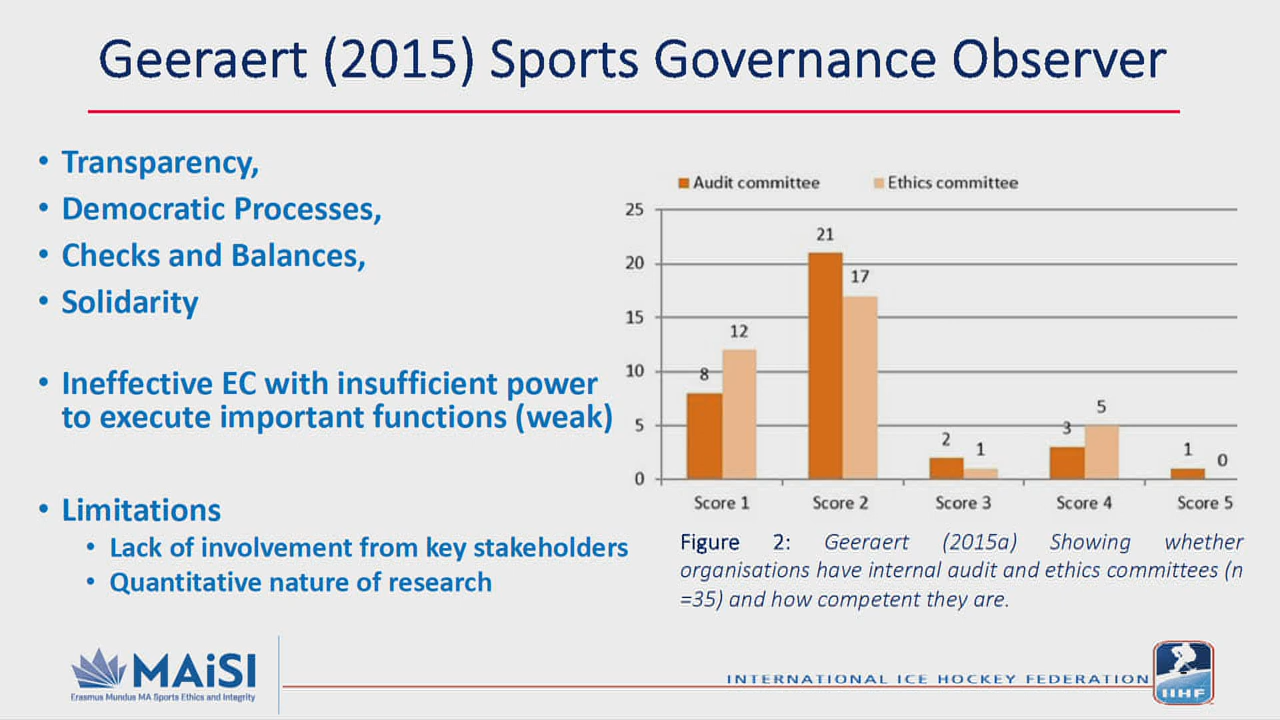 Geeraert (2015) Sports Governance Observer
• Transparency,
• Democratic Processes,
• Checks and Balances,
• Solidarity
• Ineffective EC with insufficient power
to execute important functions (weak)
• Limitations
• Lack of involvement from key stakeholders
• Quantitative nature of research
Audit committee Ethics committee
25
20
15
10
5
0
8
12
21
17
2
1
3
5
1
0
Score 1 Score 2 Score 3 Score 4 Score 5
Figure 2: Geeraert (2015a) Showing whether
organisations have internal audit and ethics committees (n
=35) and how competent they are.
MAiSI
Erasmus Mundus MA Sports Ethics and Integrity
INTERNATIONAL ICE HOCKEY FEDERATION
IIHF